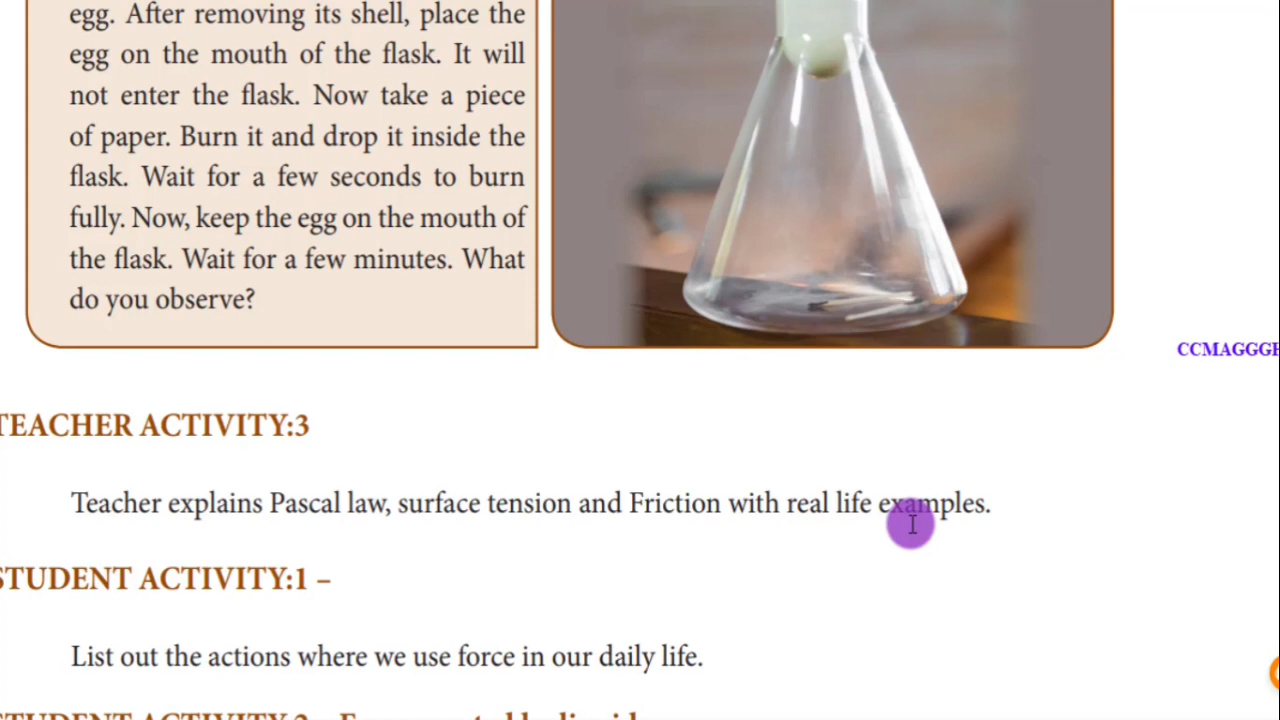 egg. After removing its shell, place the
egg on the mouth of the flask. It will
not enter the flask. Now take a piece
of paper. Burn it and drop it inside the
flask. Wait for a few seconds to burn
fully. Now, keep the egg on the mouth of
the flask. Wait for a few minutes. What
do you observe?
CCMAGGGH
TEACHER ACTIVITY:3
Teacher explains Pascal law, surface tension and Friction with real life examples.
STUDENT ACTIVITY:1 –
List out the actions where we use force in our daily life.